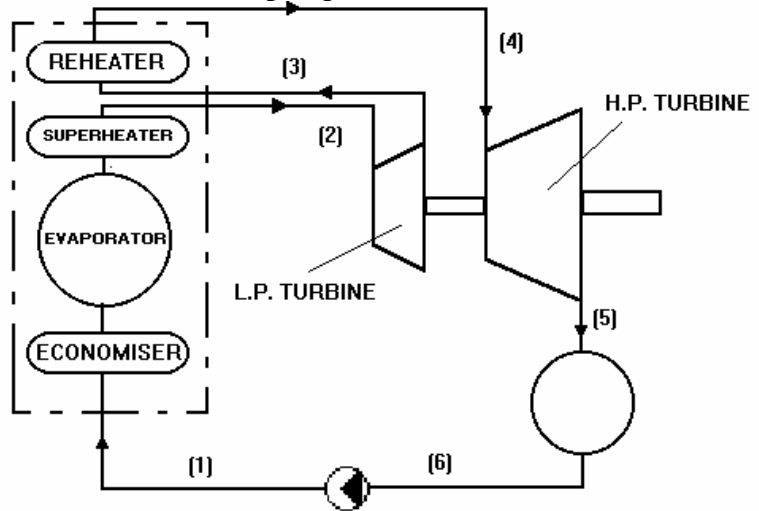 REHEATER
(3)
(4)
H.P. TURBINE
SUPERHEATER
(2)
EVAPORATOR
L.P. TURBINE
(5)
ECONOMISER
(1)
(6)